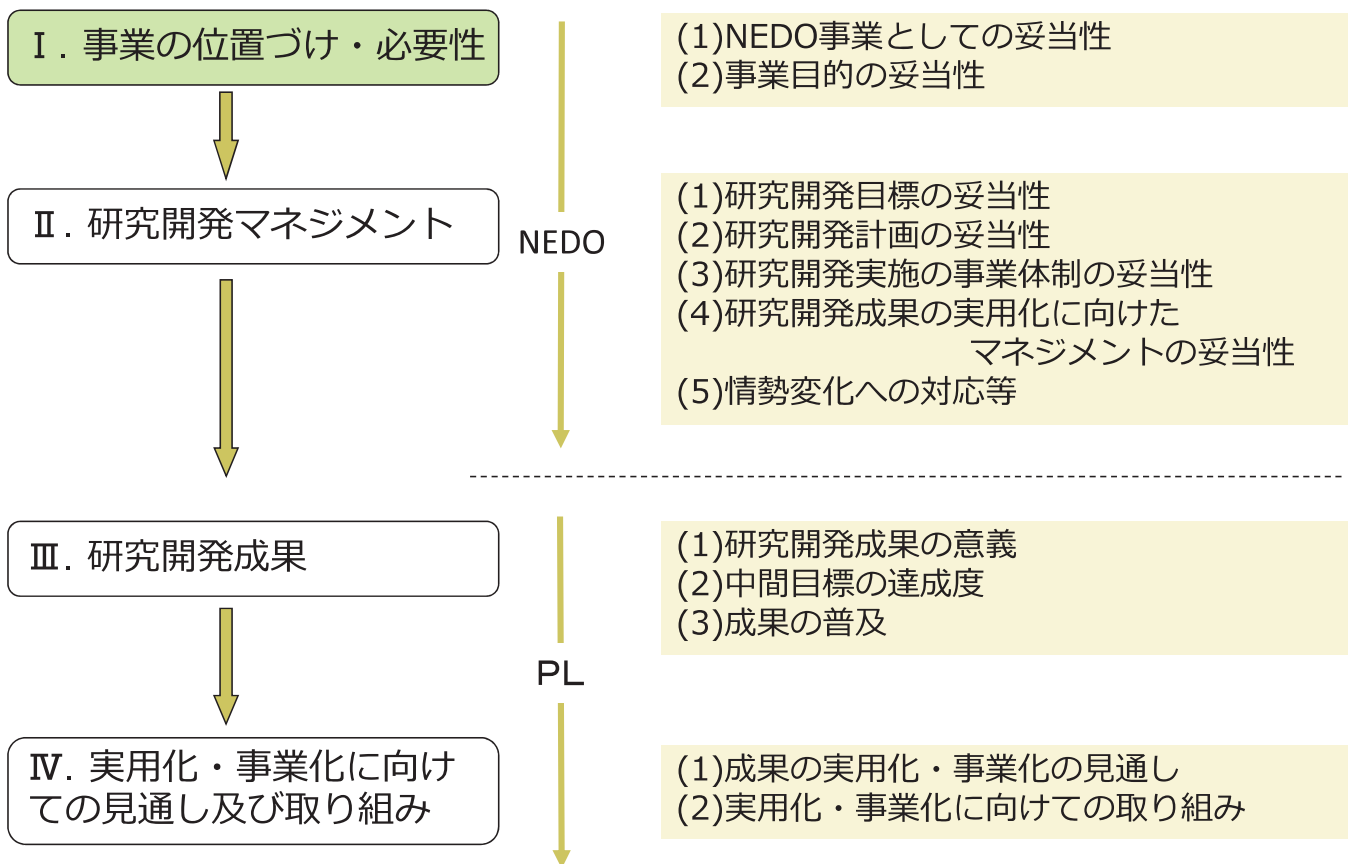 Ⅰ. 事業の位置づけ・必要性
(1)NEDO事業としての妥当性
(2)事業目的の妥当性
Ⅱ. 研究開発マネジメント
NEDO
(1)研究開発目標の妥当性
(2)研究開発計画の妥当性
(3)研究開発実施の事業体制の妥当性
(4)研究開発成果の実用化に向けた
マネジメントの妥当性
(5)情勢変化への対応等
Ⅲ. 研究開発成果
(1)研究開発成果の意義
(2)中間目標の達成度
(3)成果の普及
PL
Ⅳ. 実用化・事業化に向け
ての見通し及び取り組み
(1)成果の実用化・事業化の見通し
(2)実用化・事業化に向けての取り組み